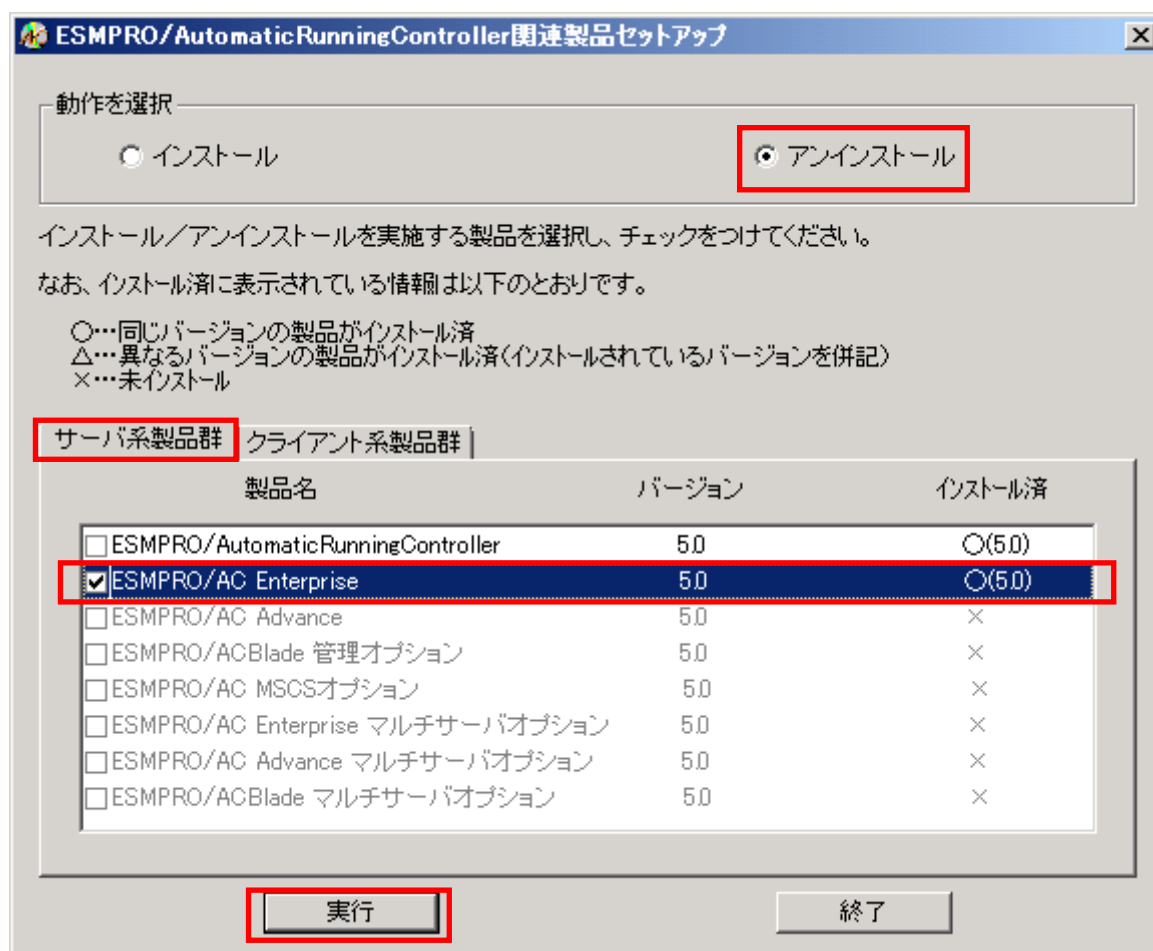 ESMPRO/AutomaticRunningController関連製品セットアップ
動作を選択
インストール アンインストール
インストール／アンインストールを実施する製品を選択し、チェックをつけてください。
なお、インストール済に表示されている情報は以下のとおりです。
○…同じバージョンの製品がインストール済
△…異なるバージョンの製品がインストール済(インストールされているバージョンを併記)
×…未インストール
サーバ系製品群 クライアント系製品群
製品名 バージョン インストール済
ESMPRO/AutomaticRunningController 5.0 ○(5.0)
ESMPRO/AC Enterprise 5.0 ○(5.0)
ESMPRO/AC Advance 5.0 ×
ESMPRO/ACBlade 管理オプション 5.0 ×
ESMPRO/AC MSCSオプション 5.0 ×
ESMPRO/AC Enterprise マルチサーバオプション 5.0 ×
ESMPRO/AC Advance マルチサーバオプション 5.0 ×
ESMPRO/ACBlade マルチサーバオプション 5.0 ×
実行 終了